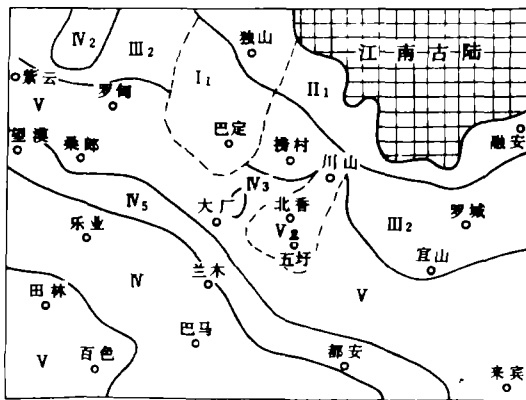 Ⅳ₂
Ⅲ₂
独山
江南古陆
紫云
Ⅴ
罗甸
Ⅰ₁
Ⅱ₁
望漠
桑郎
巴定
捞村
川山
融安
Ⅳ₅
Ⅳ₃
大厂
北香
Ⅴ₂
五圩
Ⅲ₂
罗城
宜山
乐业
Ⅳ
兰木
Ⅴ
田林
巴马
Ⅴ
百色
都安
来宾